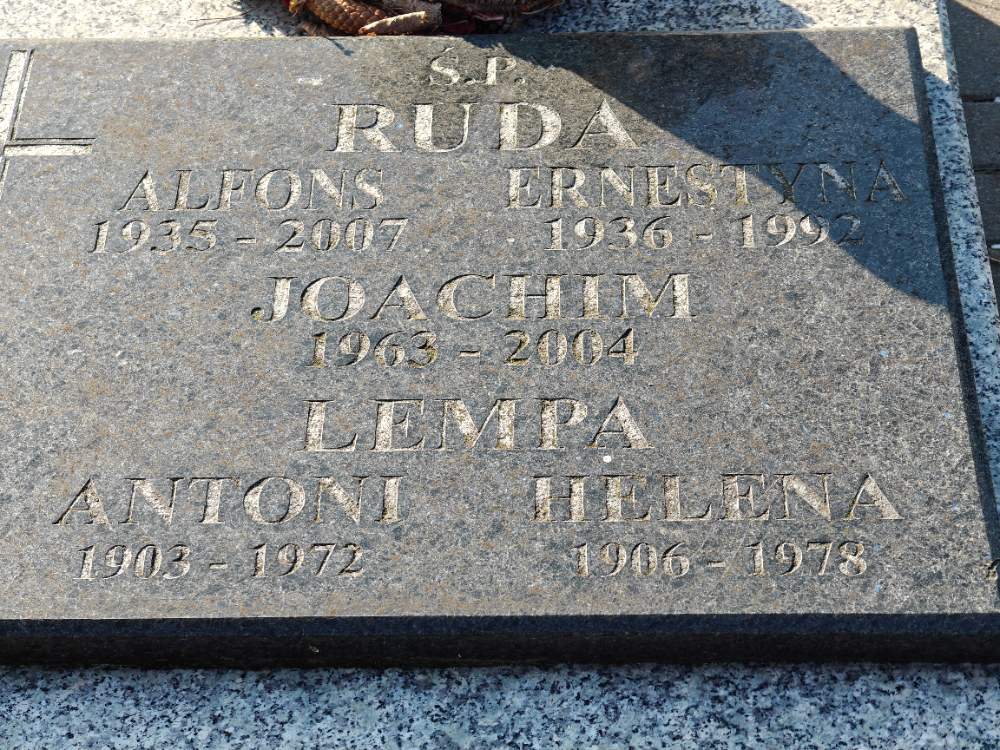 Ś.P.
RUDA
ALFONS ERNESTYNA
1935 - 2007 1936 - 1992
JOACHIM
1963 - 2004
LEMPA
ANTONI HELENA
1903 - 1972 1906 - 1978